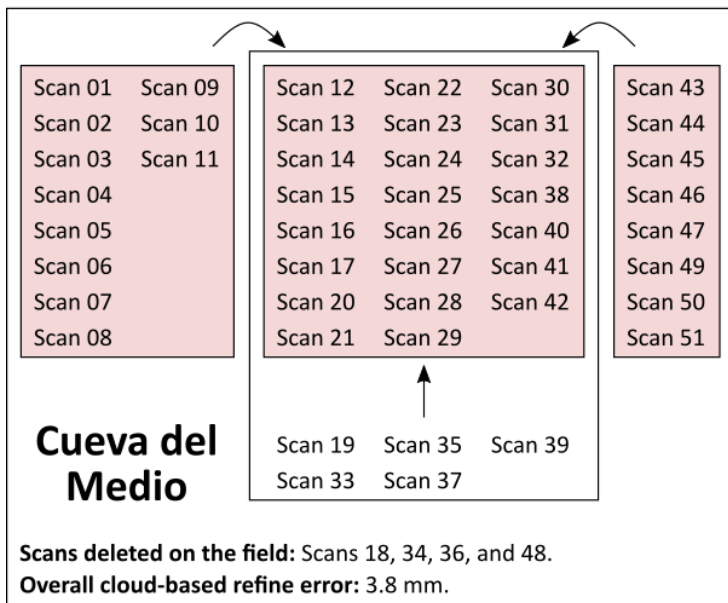 Scan 01 Scan 09
Scan 02 Scan 10
Scan 03 Scan 11
Scan 04
Scan 05
Scan 06
Scan 07
Scan 08
Scan 12 Scan 22 Scan 30
Scan 13 Scan 23 Scan 31
Scan 14 Scan 24 Scan 32
Scan 15 Scan 25 Scan 38
Scan 16 Scan 26 Scan 40
Scan 17 Scan 27 Scan 41
Scan 20 Scan 28 Scan 42
Scan 21 Scan 29
Scan 43
Scan 44
Scan 45
Scan 46
Scan 47
Scan 49
Scan 50
Scan 51
Scan 19 Scan 35 Scan 39
Scan 33 Scan 37
Cueva del
Medio
Scans deleted on the field: Scans 18, 34, 36, and 48.
Overall cloud-based refine error: 3.8 mm.